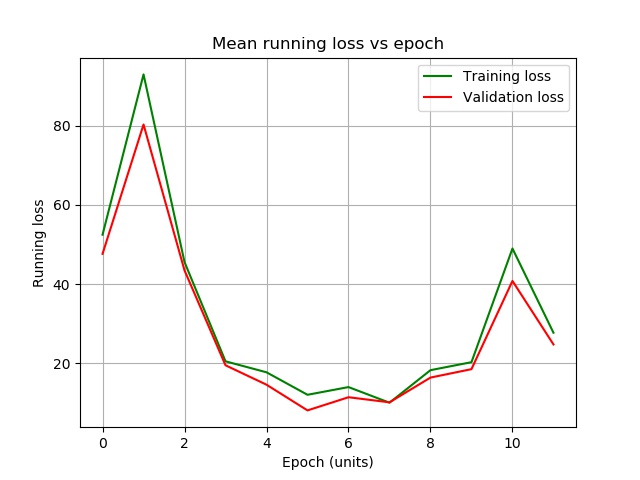 Mean running loss vs epoch
Training loss
Validation loss
80
60
40
20
Running loss
0 2 4 6 8 10
Epoch (units)